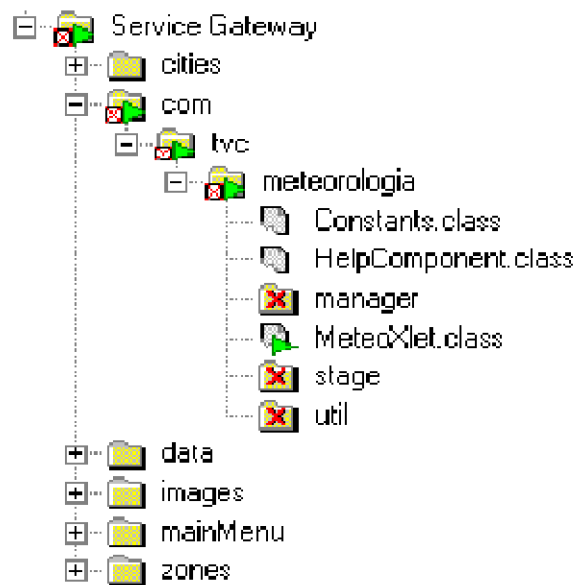 Service Gateway
cities
com
tvc
meteorologia
Constants.class
HelpComponent.class
manager
MeteoXlet.class
stage
util
data
images
mainMenu
zones